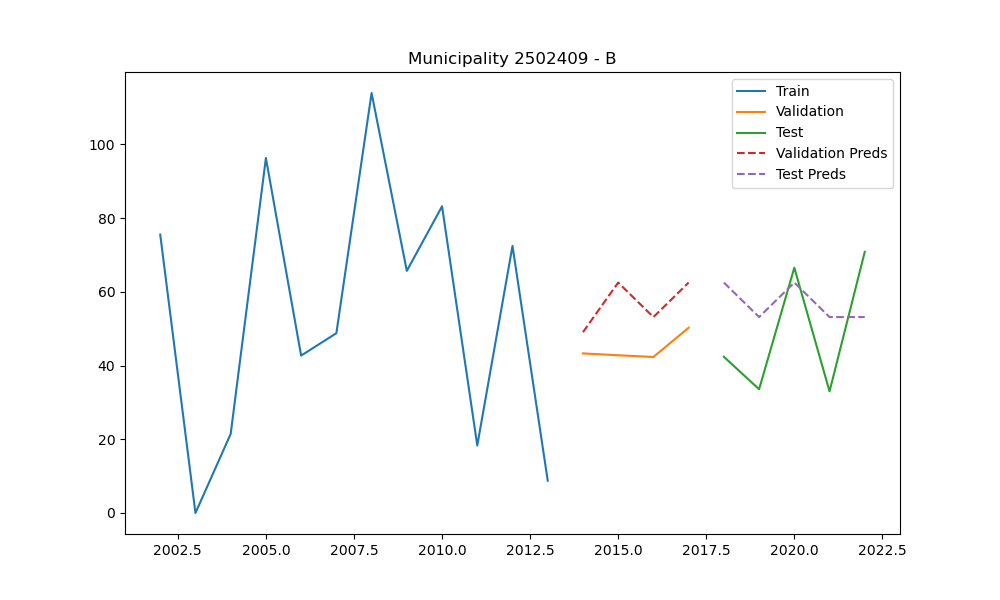 Municipality 2502409 - B
Train
Validation
Test
Validation Preds
Test Preds
100
80
60
40
20
0
2002.5 2005.0 2007.5 2010.0 2012.5 2015.0 2017.5 2020.0 2022.5